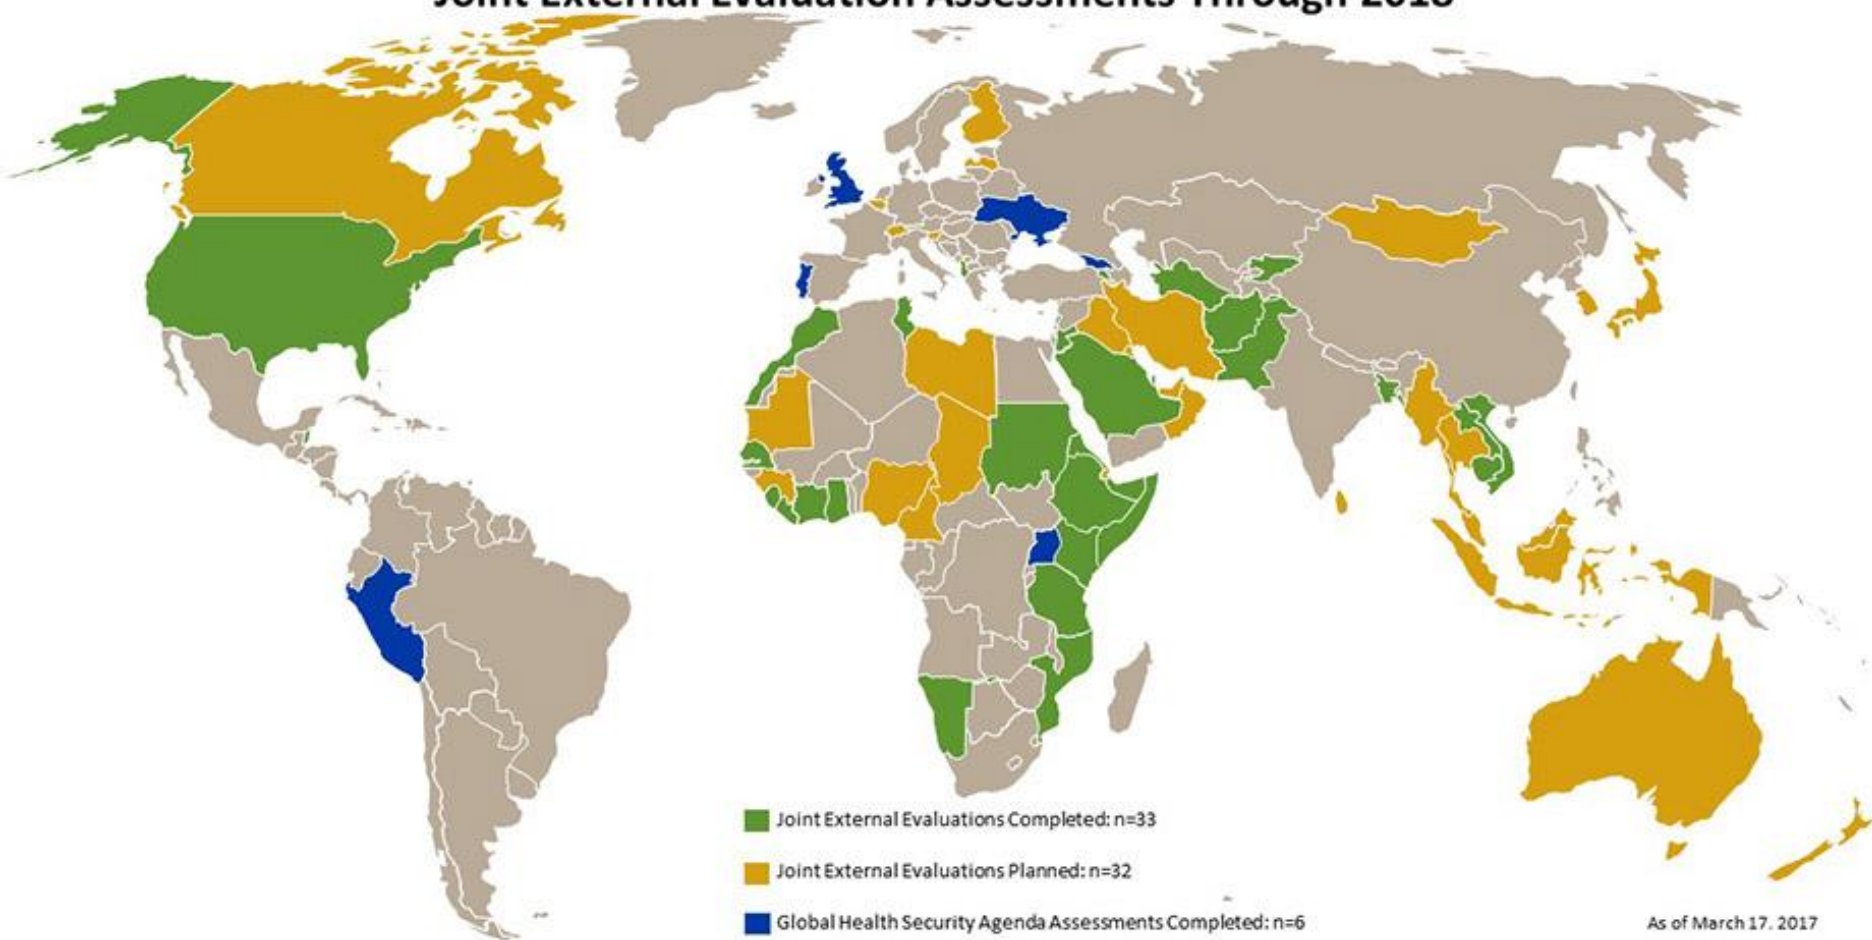 Joint External Evaluation Assessments Through 2018
Joint External Evaluations Completed: n=33
Joint External Evaluations Planned: n=32
Global Health Security Agenda Assessments Completed: n=6
As of March 17. 2017